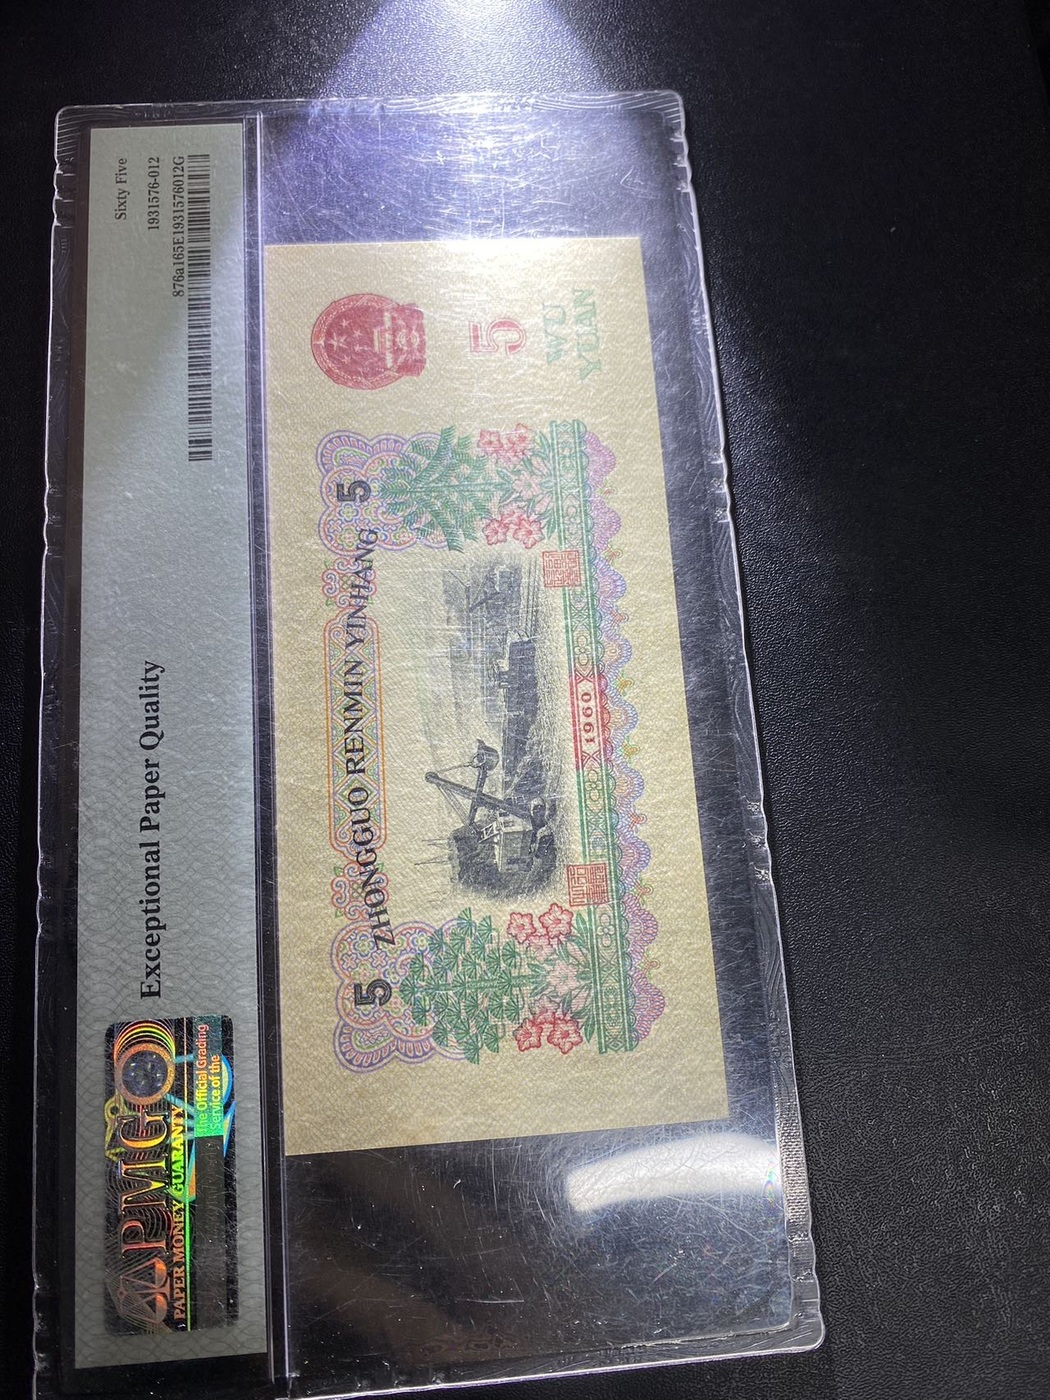 Sixty Five
1931576-012
876a165E1931576012G
Exceptional Paper Quality
PMG
PAPER MONEY GUARANTY
The Official Grading
Service of the
5 ZHONGGUO RENMIN YINHANG 5
5
WU
YUAN
1960